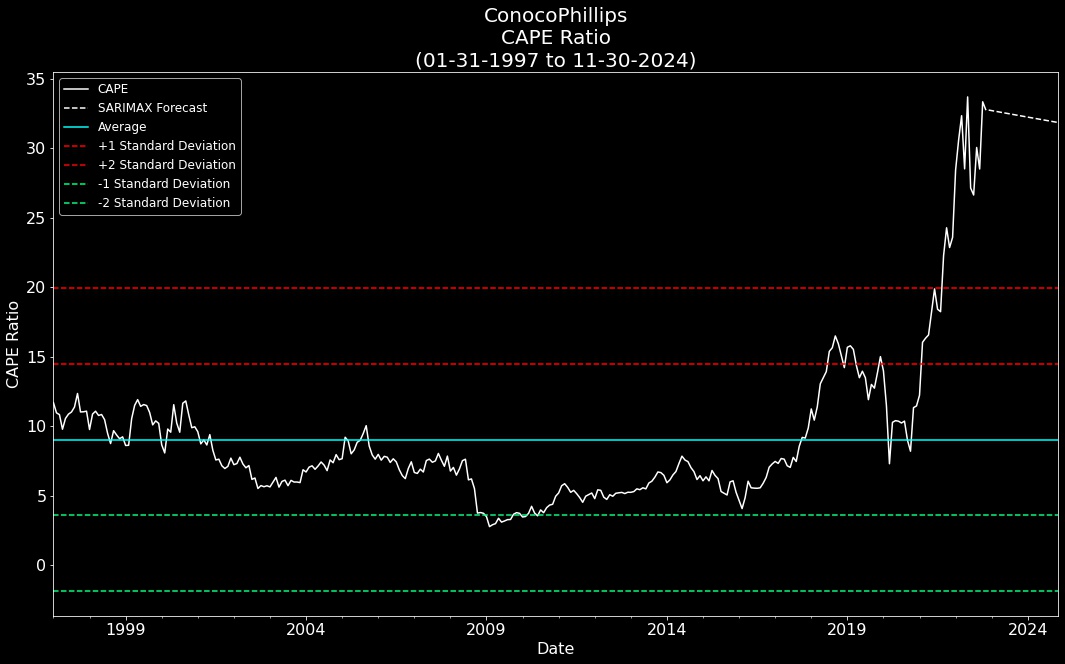 ConocoPhillips
CAPE Ratio
(01-31-1997 to 11-30-2024)
35
30
25
20
15
10
5
0
CAPE Ratio
CAPE
SARIMAX Forecast
Average
+1 Standard Deviation
+2 Standard Deviation
-1 Standard Deviation
-2 Standard Deviation
1999 2004 2009 2014 2019 2024
Date